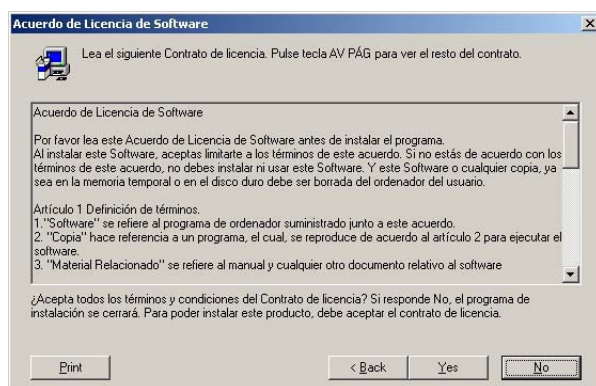 Acuerdo de Licencia de Software
Lea el siguiente Contrato de licencia. Pulse tecla AV PÁG para ver el resto del contrato.
Acuerdo de Licencia de Software
Por favor lea este Acuerdo de Licencia de Software antes de instalar el programa.
Al instalar este Software, aceptas limitarte a los términos de este acuerdo. Si no estás de acuerdo con los
términos de este acuerdo, no debes instalar ni usar este Software. Y este Software o cualquier copia, ya
sea en la memoria temporal o en el disco duro debe ser borrada del ordenador del usuario.
Artículo 1 Definición de términos.
1."Software" se refiere al programa de ordenador suministrado junto a este acuerdo.
2. "Copia" hace referencia a un programa, el cual, se reproduce de acuerdo al artículo 2 para ejecutar el
software.
3. "Material Relacionado" se refiere al manual y cualquier otro documento relativo al software
¿Acepta todos los términos y condiciones del Contrato de licencia? Si responde No, el programa de
instalación se cerrará. Para poder instalar este producto, debe aceptar el contrato de licencia.
Print
< Back
Yes
No